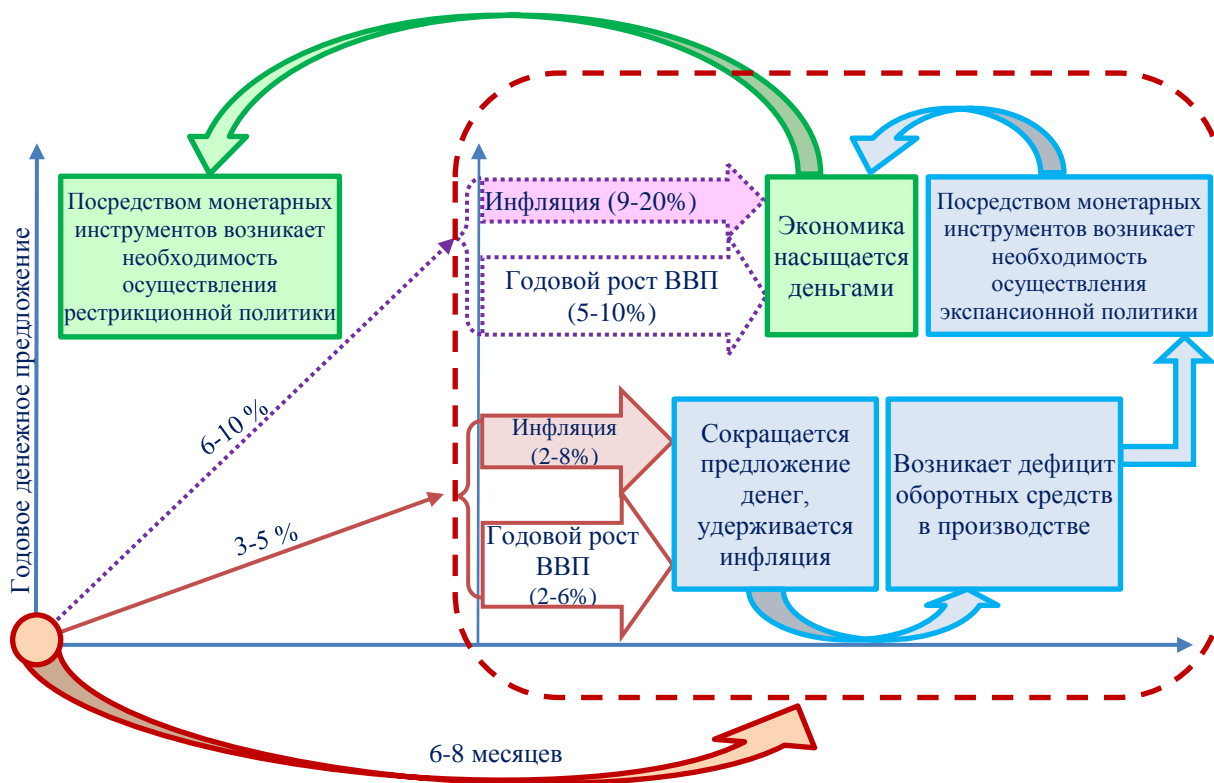 Годовое денежное предложение
Посредством монетарных
инструментов возникает
необходимость
осуществления
рестрикционной политики
6-10 %
3-5 %
Инфляция (9-20%)
Годовой рост ВВП
(5-10%)
Экономика
насыщается
деньгами
Посредством монетарных
инструментов возникает
необходимость
осуществления
экспансионной политики
Инфляция
(2-8%)
Годовой рост
ВВП
(2-6%)
Сокращается
предложение
денег,
удерживается
инфляция
Возникает дефицит
оборотных средств
в производстве
6-8 месяцев